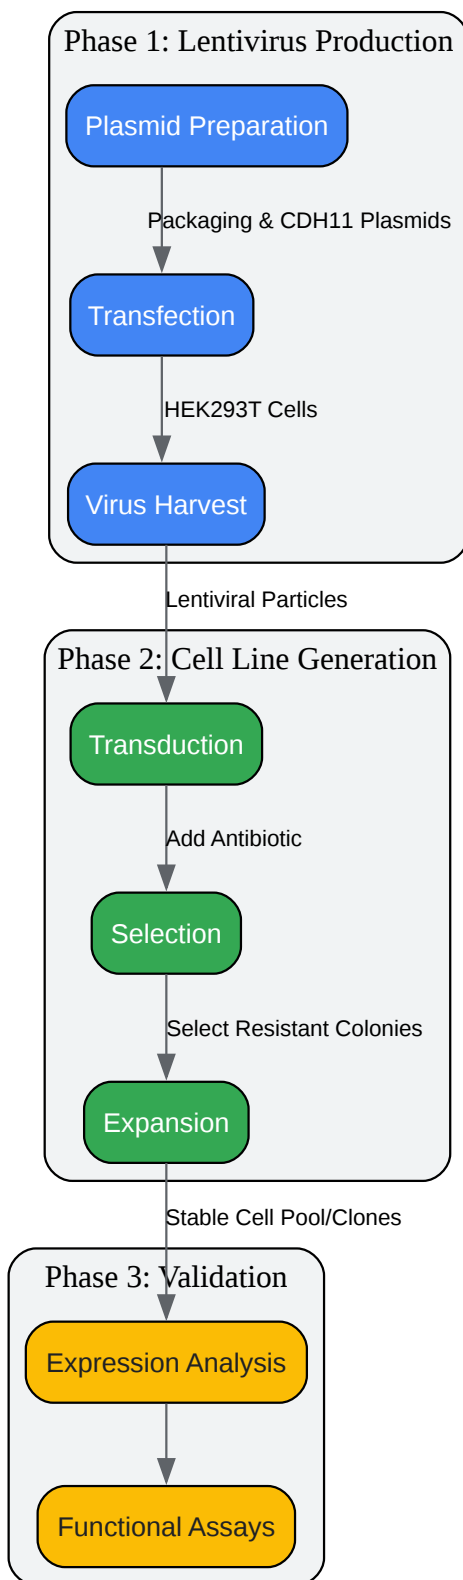 Phase 1: Lentivirus Production
Plasmid Preparation
Packaging & CDH11 Plasmids
Transfection
HEK293T Cells
Virus Harvest
Lentiviral Particles
Phase 2: Cell Line Generation
Transduction
Add Antibiotic
Selection
Select Resistant Colonies
Expansion
Stable Cell Pool/Clones
Phase 3: Validation
Expression Analysis
Functional Assays